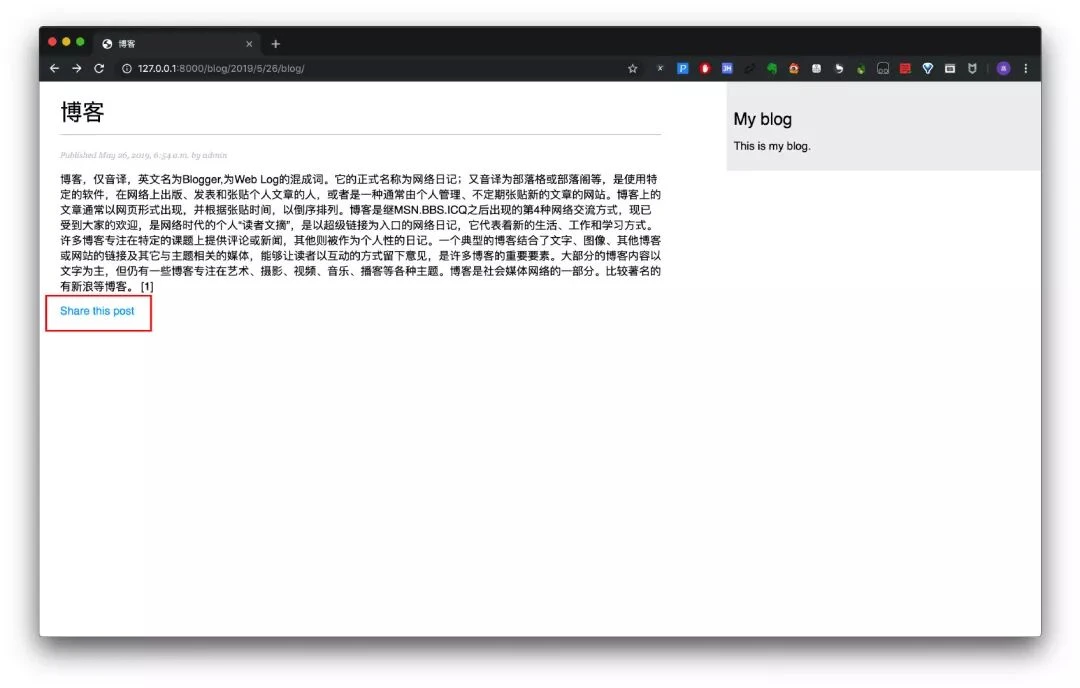 博客
127.0.0.1:8000/blog/2019/5/26/blog/
博客
Published May 26, 2019, 6:54 a.m. by admin
博客，仅音译，英文名为Blogger,为Web Log的混成词。它的正式名称为网络日记；又音译为部落格或部落阁等，是使用特
定的软件，在网络上出版、发表和张贴个人文章的人，或者是一种通常由个人管理、不定期张贴新的文章的网站。博客上的
文章通常以网页形式出现，并根据张贴时间，以倒序排列。博客是继MSN.BBS.ICQ之后出现的第4种网络交流方式，现已
受到大家的欢迎，是网络时代的个人“读者文摘”，是以超级链接为入口的网络日记，它代表着新的生活、工作和学习方式。
许多博客专注在特定的课题上提供评论或新闻，其他则被作为个人性的日记。一个典型的博客结合了文字、图像、其他博客
或网站的链接及其它与主题相关的媒体，能够让读者以互动的方式留下意见，是许多博客的重要要素。大部分的博客内容以
文字为主，但仍有一些博客专注在艺术、摄影、视频、音乐、播客等各种主题。博客是社会媒体网络的一部分。比较著名的
有新浪等博客。 [1]
Share this post
My blog
This is my blog.